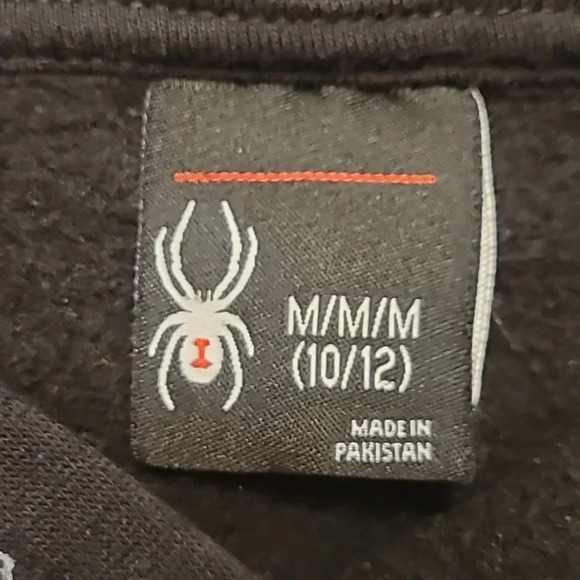 M/M/M
(10/12)
MADE IN
PAKISTAN